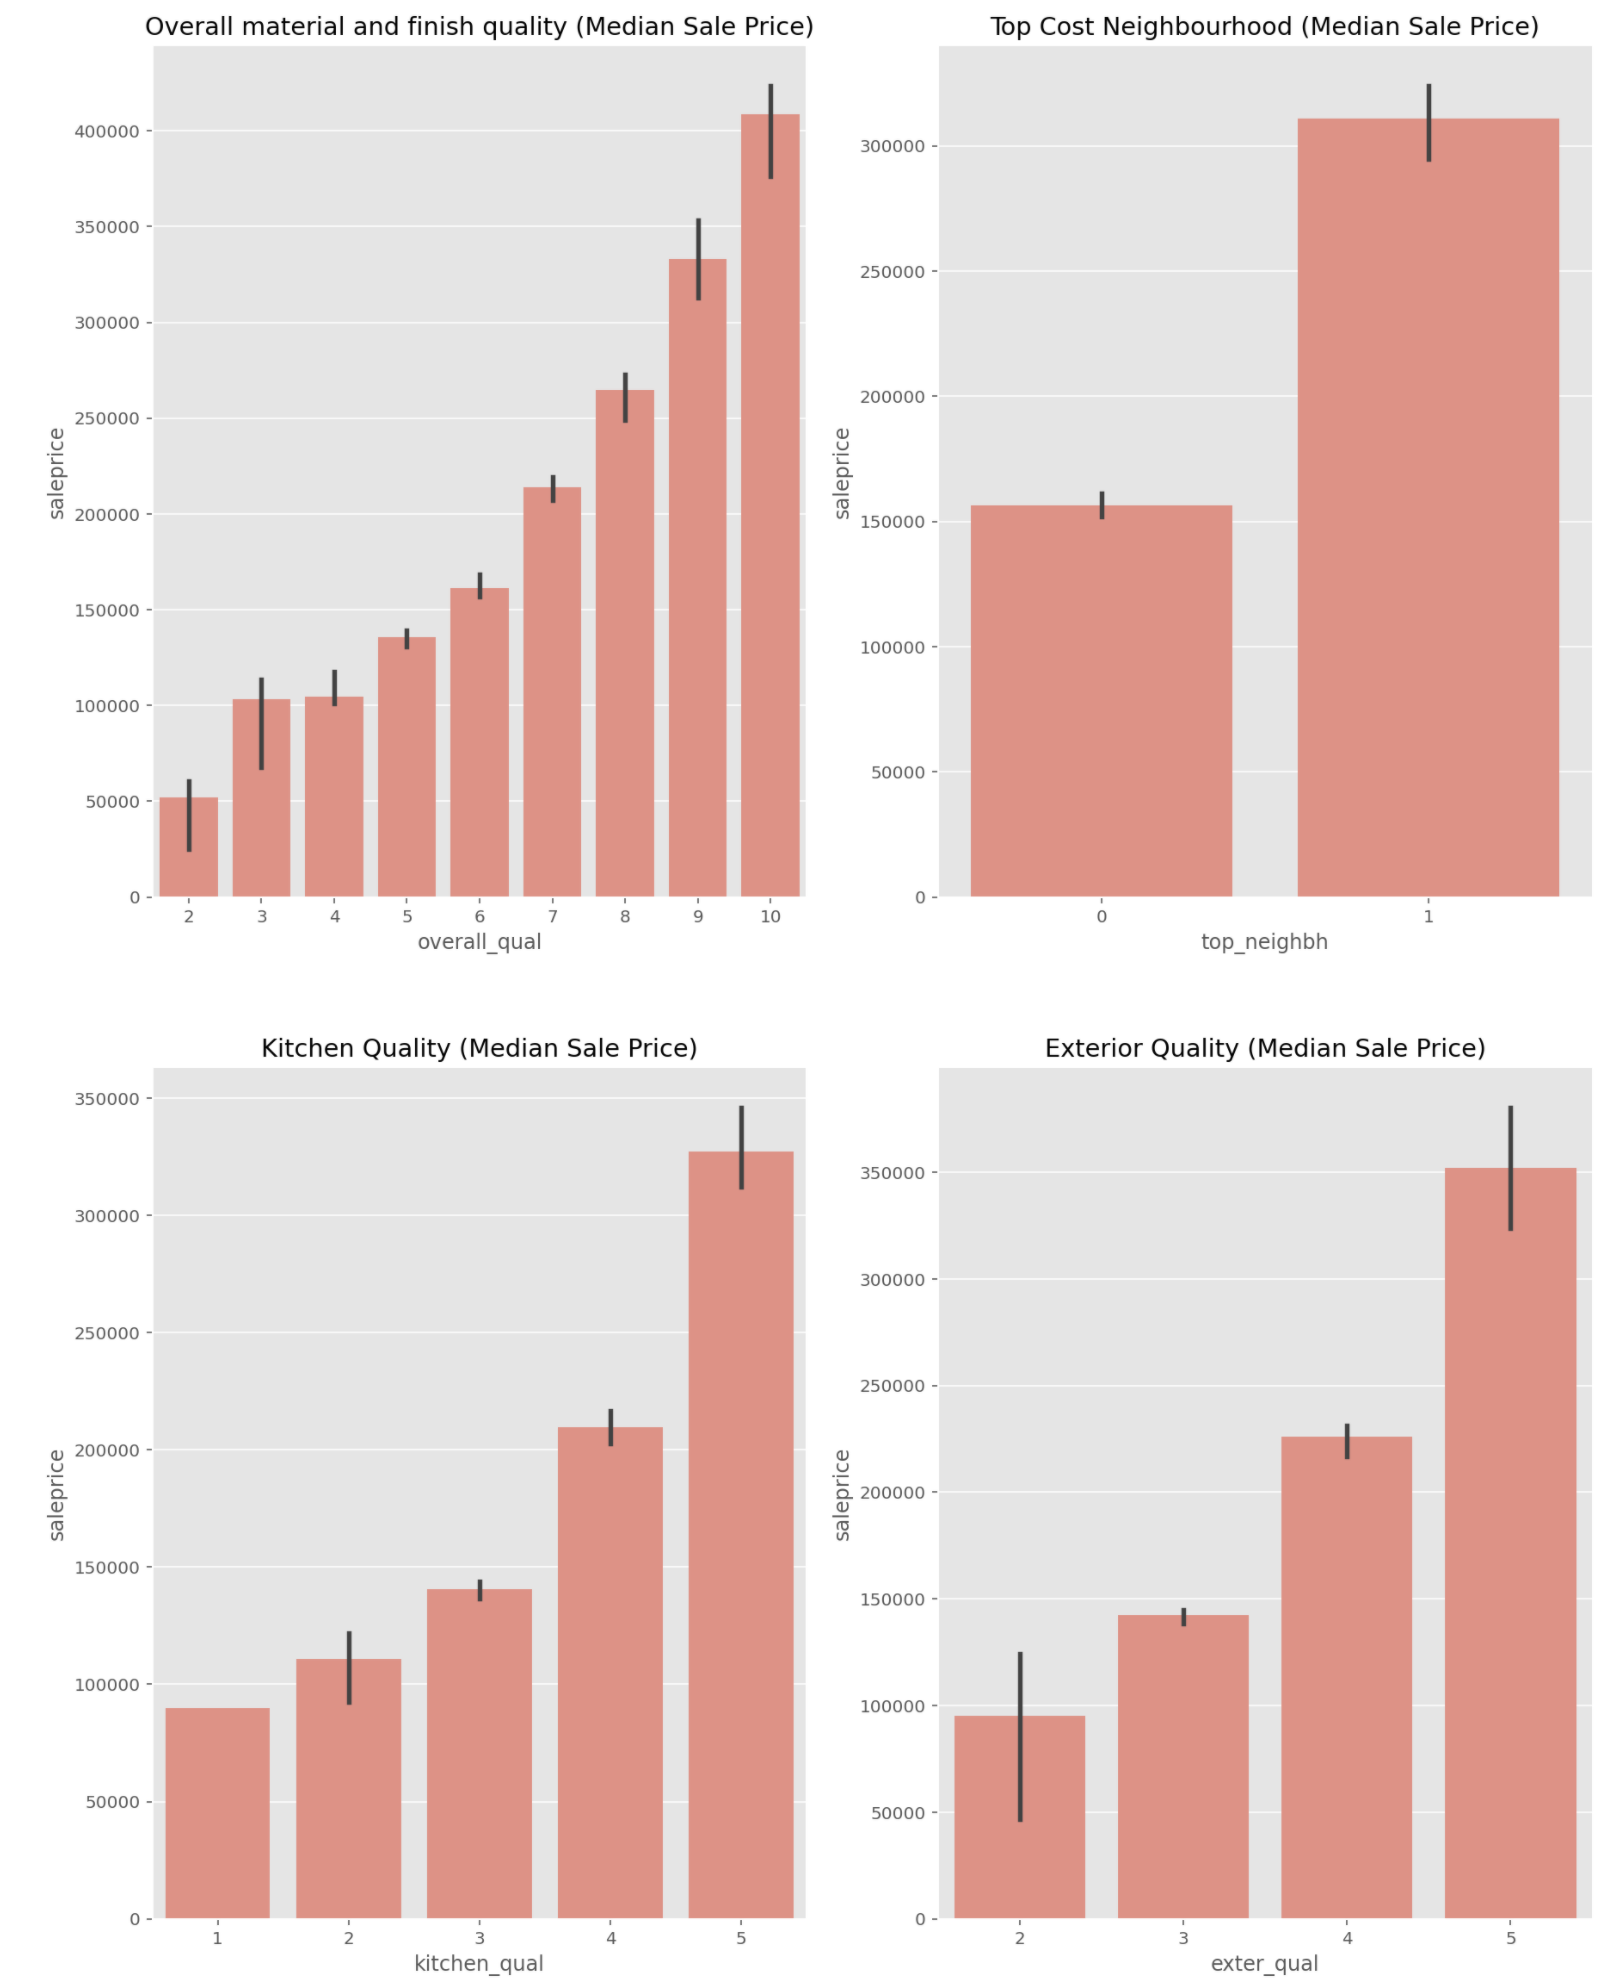 Overall material and finish quality (Median Sale Price)
400000
350000
300000
250000
200000
150000
100000
50000
0
saleprice
2 3 4 5 6 7 8 9 10
overall_qual
Top Cost Neighbourhood (Median Sale Price)
300000
250000
200000
150000
100000
50000
0
saleprice
0 1
top_neighbh
Kitchen Quality (Median Sale Price)
350000
300000
250000
200000
150000
100000
50000
0
saleprice
1 2 3 4 5
kitchen_qual
Exterior Quality (Median Sale Price)
350000
300000
250000
200000
150000
100000
50000
0
saleprice
2 3 4 5
exter_qual